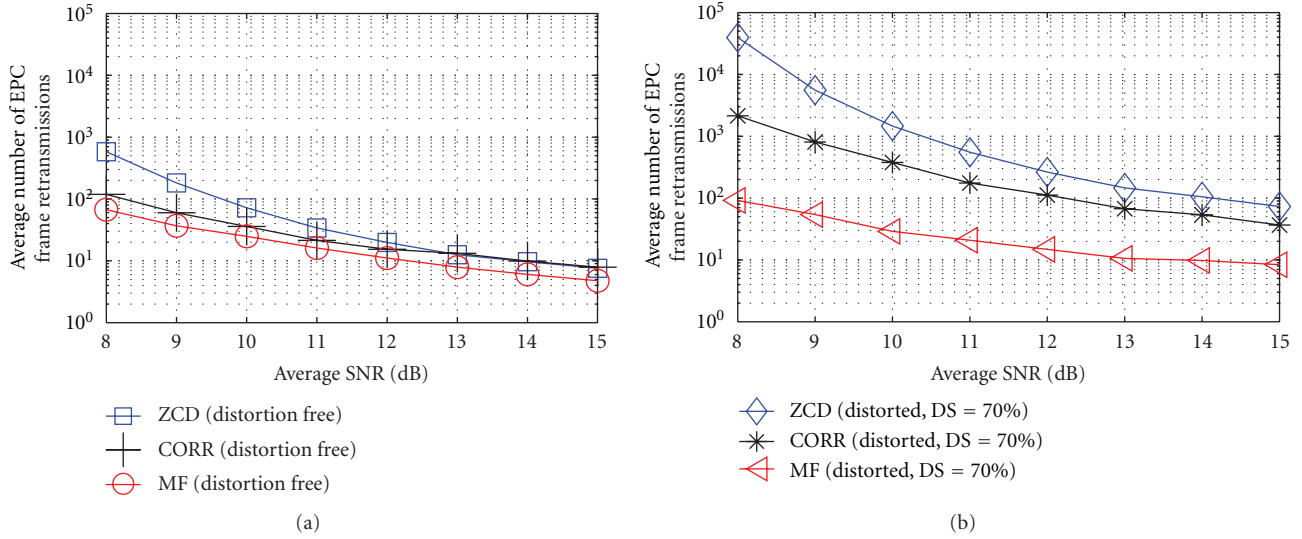 Average number of EPC
frame retransmissions
10^5
10^4
10^3
10^2
10^1
10^0
8 9 10 11 12 13 14 15
Average SNR (dB)
ZCD (distortion free)
CORR (distortion free)
MF (distortion free)
(a)
Average number of EPC
frame retransmissions
10^5
10^4
10^3
10^2
10^1
10^0
8 9 10 11 12 13 14 15
Average SNR (dB)
ZCD (distorted, DS = 70%)
CORR (distorted, DS = 70%)
MF (distorted, DS = 70%)
(b)